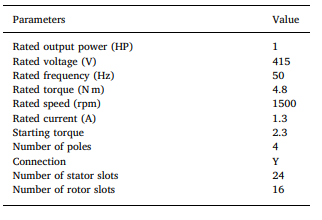 Parameters Value
Rated output power (HP) 1
Rated voltage (V) 415
Rated frequency (Hz) 50
Rated torque (N m) 4.8
Rated speed (rpm) 1500
Rated current (A) 1.3
Starting torque 2.3
Number of poles 4
Connection Y
Number of stator slots 24
Number of rotor slots 16